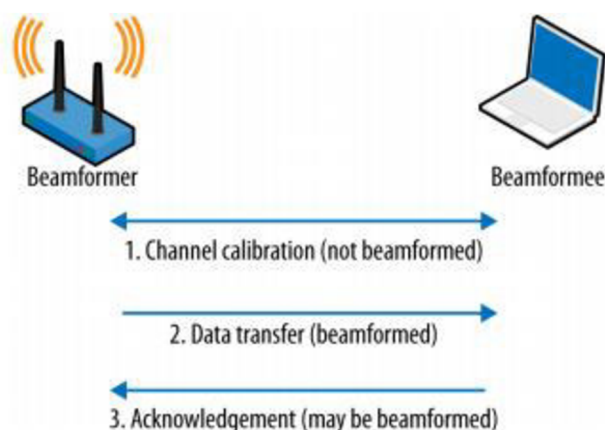 Beamformer
Beamformee
1. Channel calibration (not beamformed)
2. Data transfer (beamformed)
3. Acknowledgement (may be beamformed)